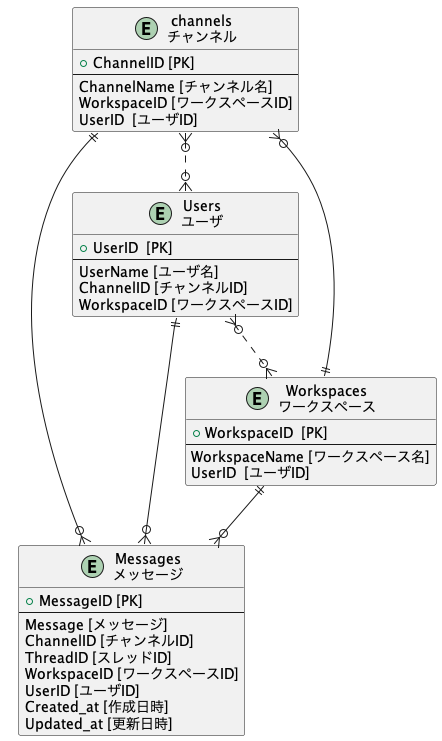 E channels
チャンネル
ChannelID [PK]
ChannelName [チャンネル名]
WorkspaceID [ワークスペースID]
UserID [ユーザID]
E Users
ユーザ
UserID [PK]
UserName [ユーザ名]
ChannelID [チャンネルID]
WorkspaceID [ワークスペースID]
E Workspaces
ワークスペース
WorkspaceID [PK]
WorkspaceName [ワークスペース名]
UserID [ユーザID]
E Messages
メッセージ
MessageID [PK]
Message [メッセージ]
ChannelID [チャンネルID]
ThreadID [スレッドID]
WorkspaceID [ワークスペースID]
UserID [ユーザID]
Created_at [作成日時]
Updated_at [更新日時]